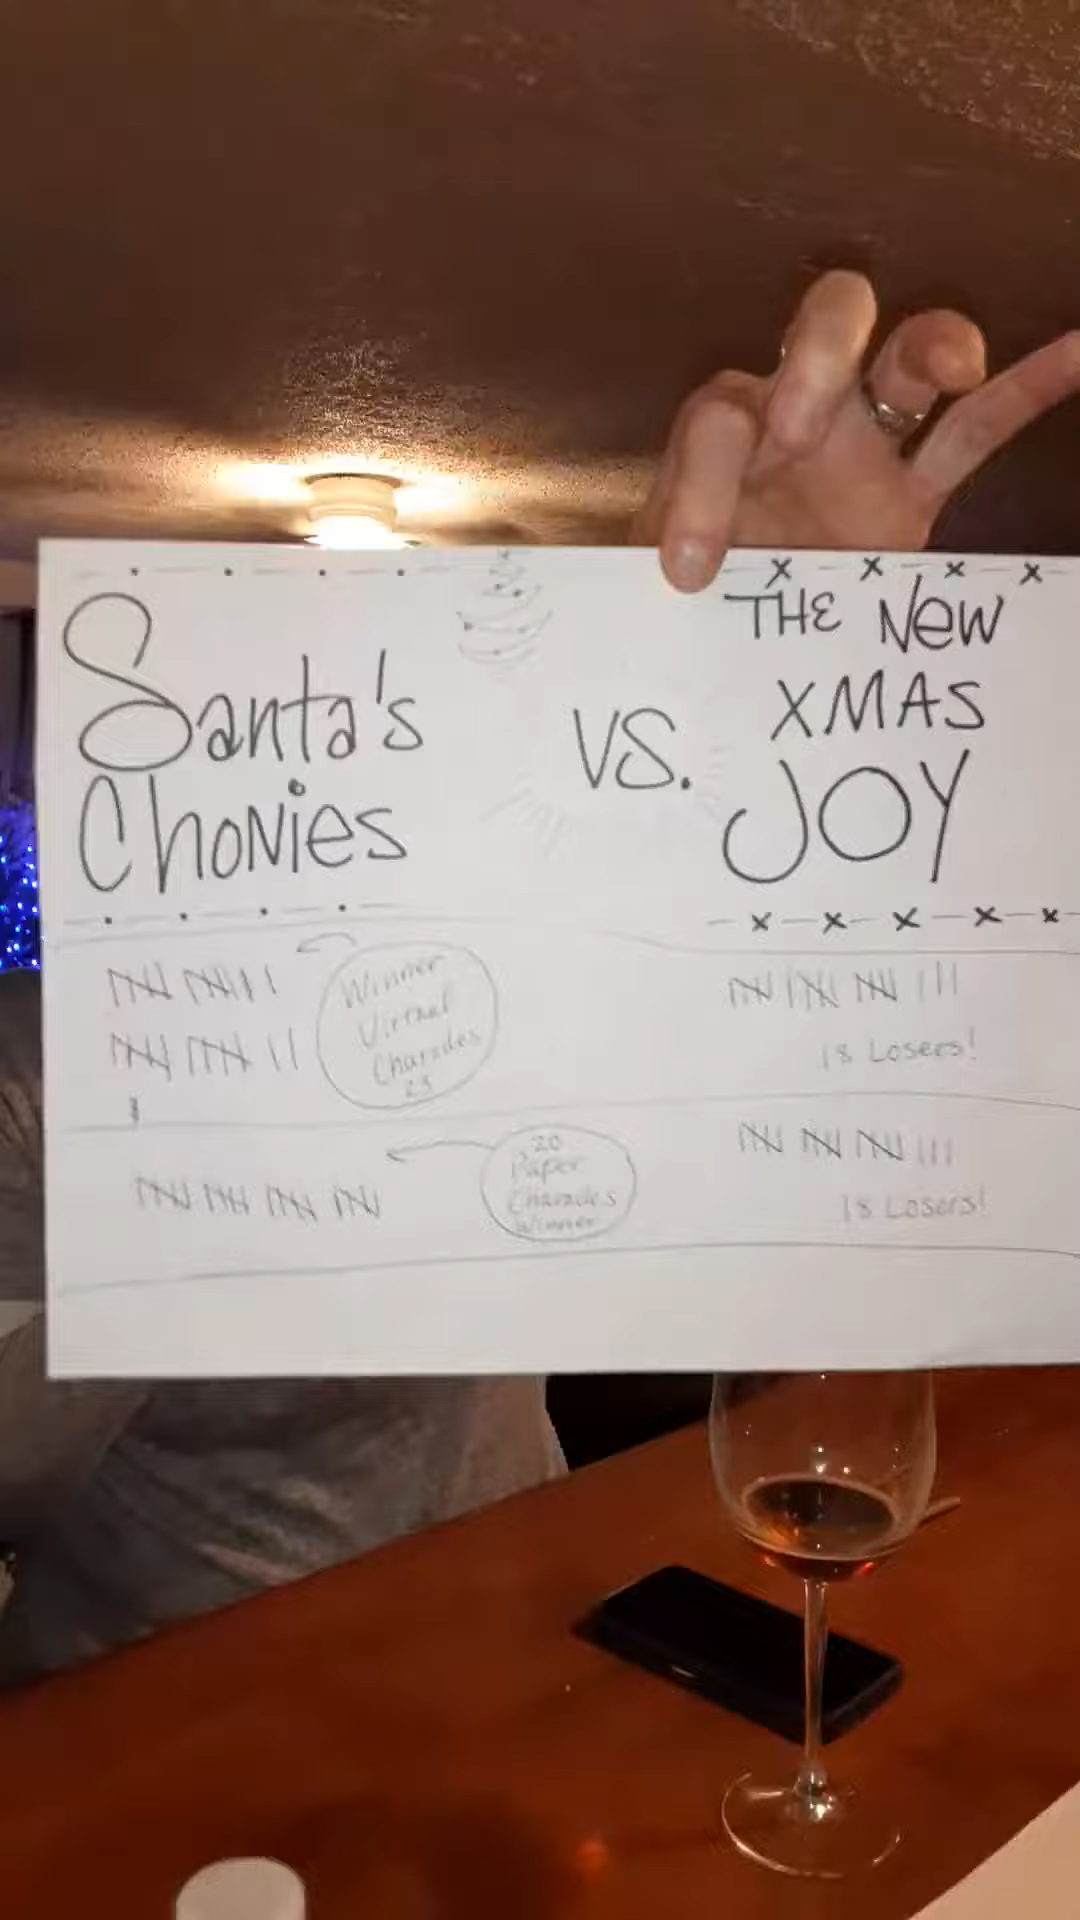 Santa's
Chonies
VS.
THE New
XMAS
JOY
Winner
Virtual
Charades
23
18 Losers!
20
Paper
Charades
Winner
18 Losers!